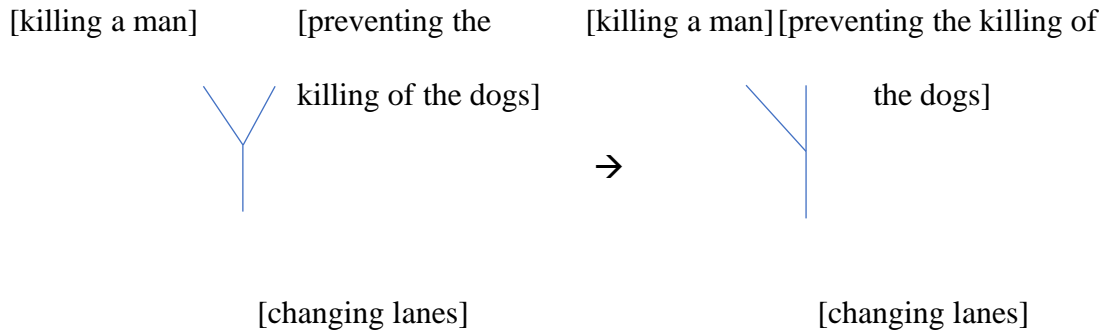 [killing a man] [preventing the [killing a man] [preventing the killing of
killing of the dogs] the dogs]
→
[changing lanes] [changing lanes]